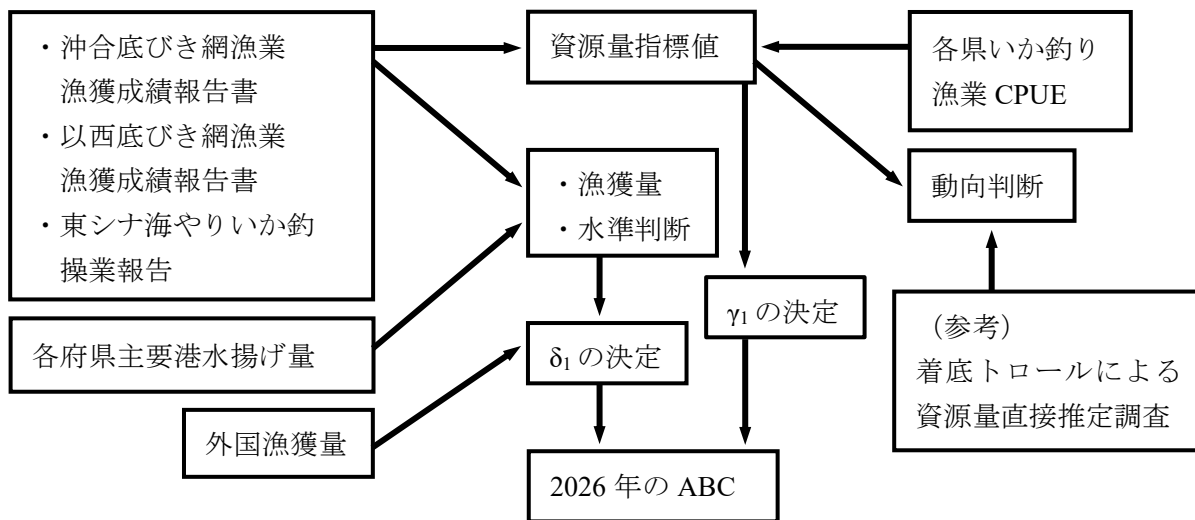 ・沖合底びき網漁業
漁獲成績報告書
・以西底びき網漁業
漁獲成績報告書
・東シナ海やりいか釣
操業報告
資源量指標値
各県いか釣り
漁業 CPUE
・漁獲量
・水準判断
動向判断
各府県主要港水揚げ量
δ₁ の決定
γ₁ の決定
(参考)
着底トロールによる
資源量直接推定調査
外国漁獲量
2026 年の ABC